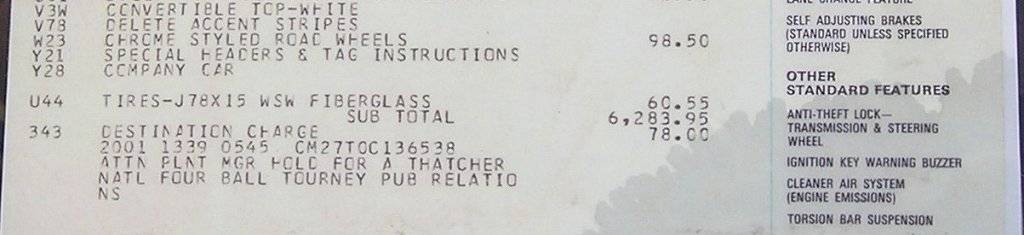 V3W CONVERTIBLE TOP-WHITE
V78 DELETE ACCENT STRIPES
W23 CHROME STYLED ROAD WHEELS 98.50
Y21 SPECIAL HEADERS & TAG INSTRUCTIONS
Y28 COMPANY CAR
U44 TIRES-J78X15 WSW FIBERGLASS 60.55
SUB TOTAL 6,283.95
343 DESTINATION CHARGE 78.00
2001 1339 0545 CM27T0C136538
ATTN PLNT MGR HOLD FOR A THATCHER
NATL FOUR BALL TOURNEY PUB RELATIO
NS
LANE CHANGE FEATURE
SELF ADJUSTING BRAKES
(STANDARD UNLESS SPECIFIED
OTHERWISE)
OTHER
STANDARD FEATURES
ANTI-THEFT LOCK—
TRANSMISSION & STEERING
WHEEL
IGNITION KEY WARNING BUZZER
CLEANER AIR SYSTEM
(ENGINE EMISSIONS)
TORSION BAR SUSPENSION